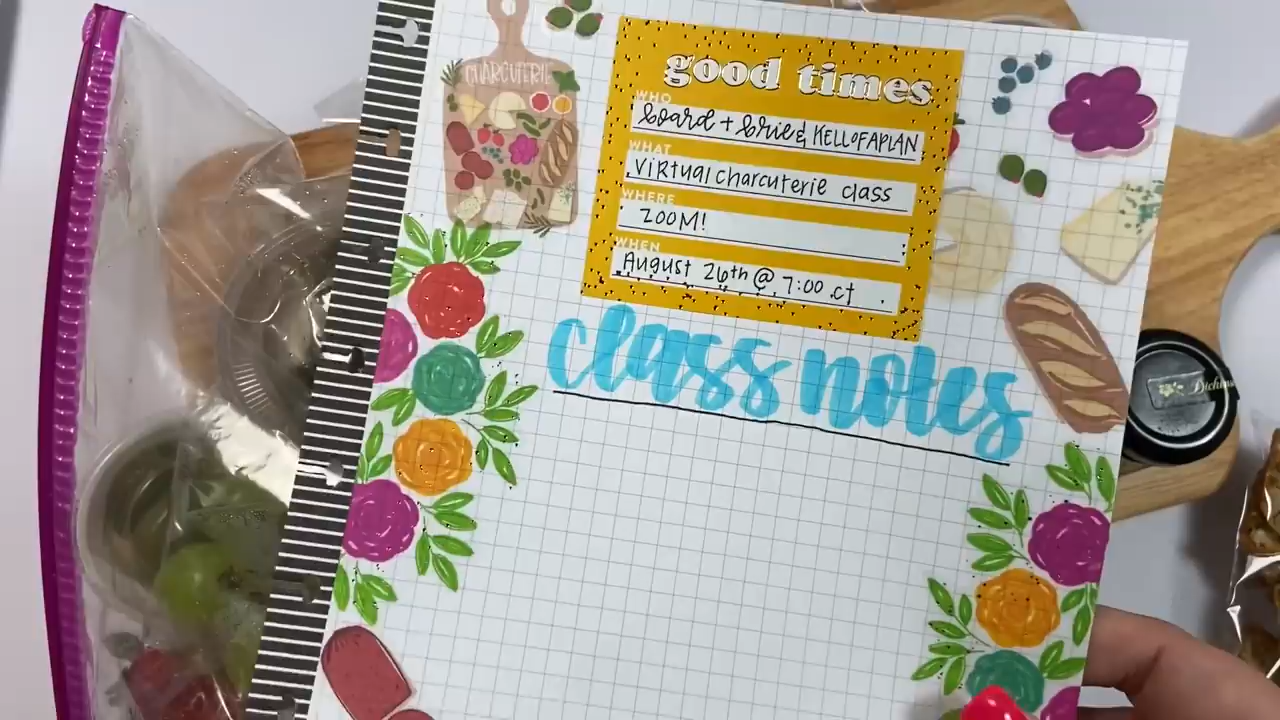 CHARCUTERIE
good times
WHO
board + brie & KELLOFAPLAN
WHAT
virtual charcuterie class
WHERE
ZOOM!
WHEN
August 26th @ 7:00 ct.
class notes